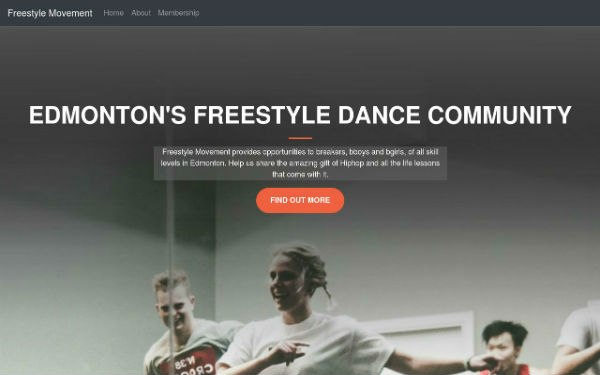 Freestyle Movement Home About Membership
EDMONTON'S FREESTYLE DANCE COMMUNITY
Freestyle Movement provides opportunities to breakers, bboys and bgirls, of all skill
levels in Edmonton. Help us share the amazing gift of Hiphop and all the life lessons
that come with it.
FIND OUT MORE
N°38